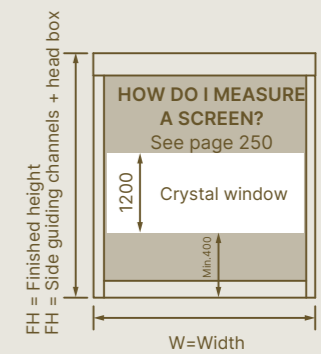 FH = Finished height
FH = Side guiding channels + head box
HOW DO I MEASURE
A SCREEN?
See page 250
1200
Crystal window
Min.400
W=Width